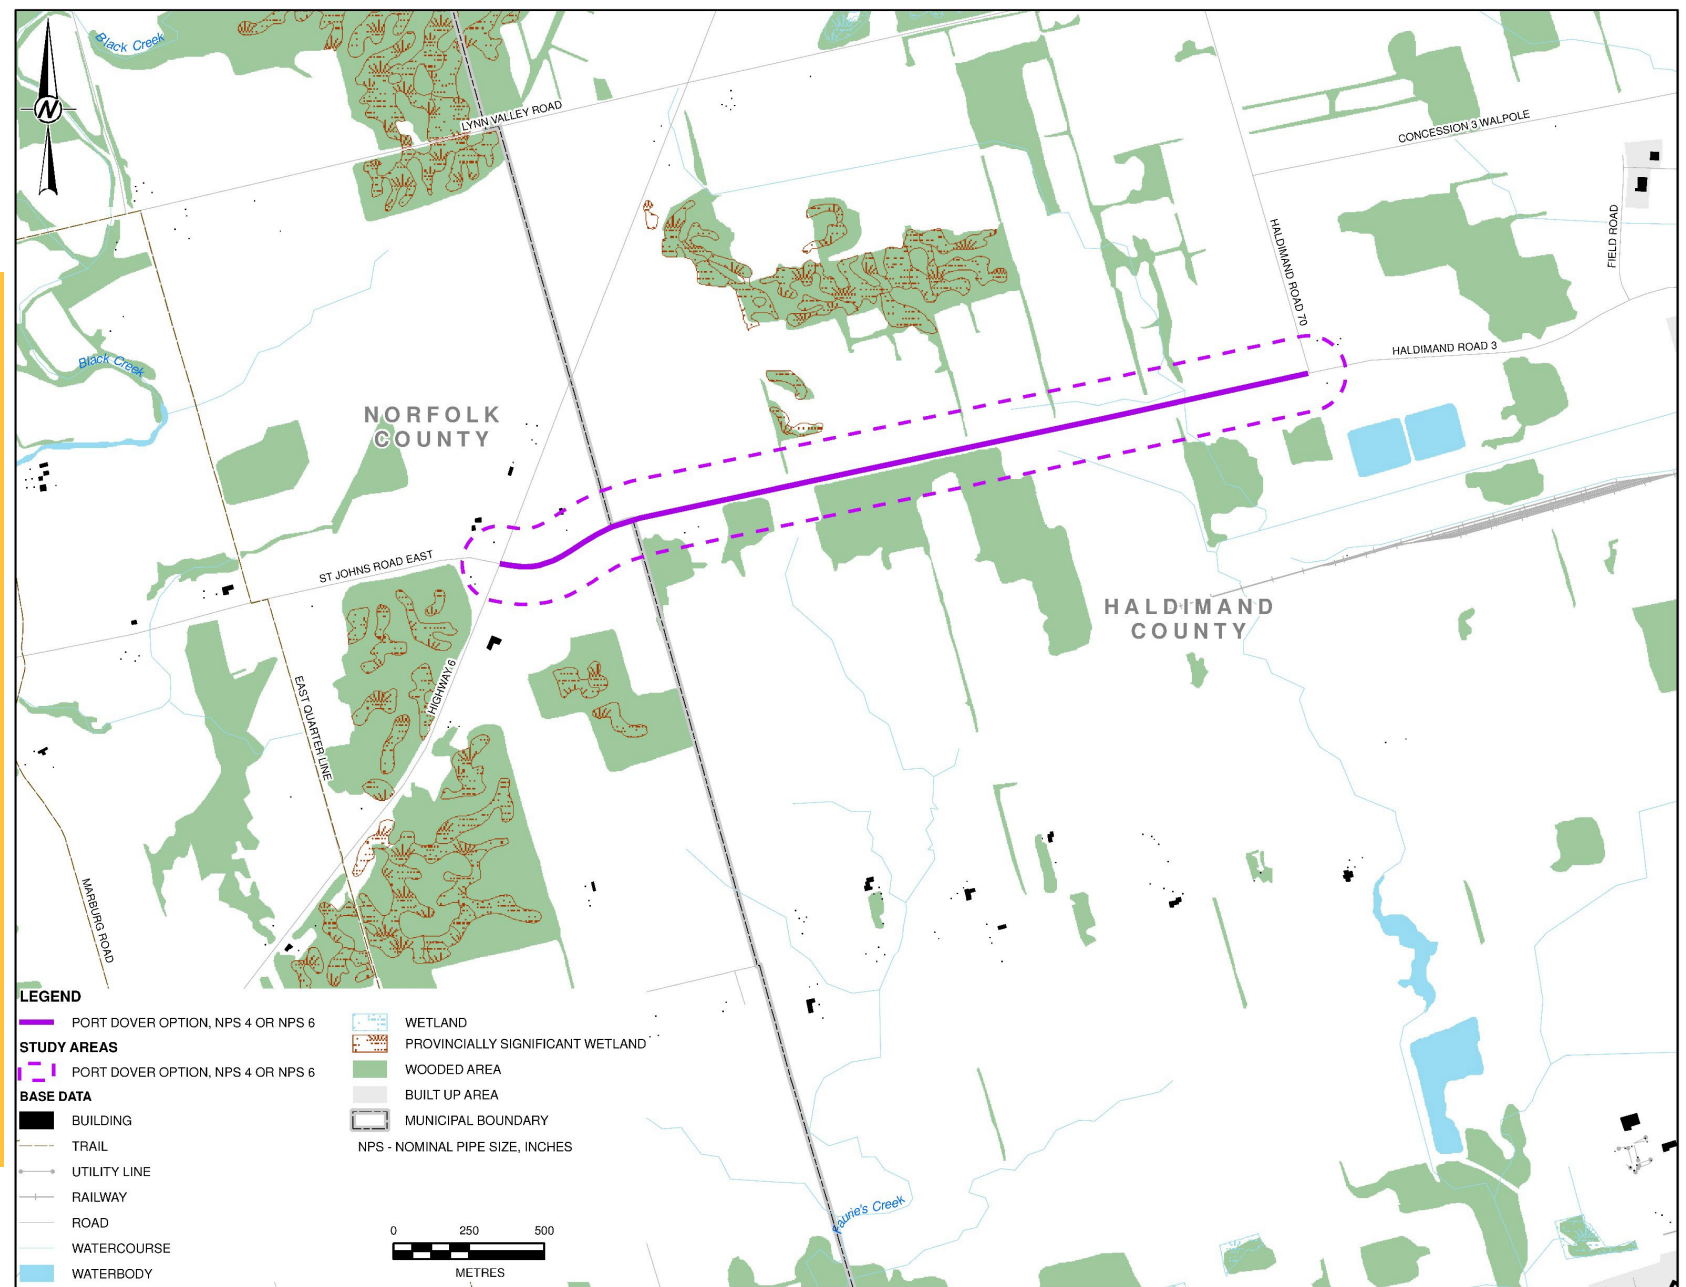 Black Creek
N
LYNN VALLEY ROAD
CONCESSION 3 WALPOLE
FIELD ROAD
HALDIMAND ROAD 70
HALDIMAND ROAD 3
Black Creek
NORFOLK
COUNTY
ST JOHNS ROAD EAST
HALDIMAND
COUNTY
HIGHWAY 6
EAST QUARTER LINE
MARBURG ROAD
LEGEND
PORT DOVER OPTION, NPS 4 OR NPS 6
STUDY AREAS
PORT DOVER OPTION, NPS 4 OR NPS 6
BASE DATA
BUILDING
TRAIL
UTILITY LINE
RAILWAY
ROAD
WATERCOURSE
WATERBODY
WETLAND
PROVINCIALLY SIGNIFICANT WETLAND
WOODED AREA
BUILT UP AREA
MUNICIPAL BOUNDARY
NPS - NOMINAL PIPE SIZE, INCHES
0 250 500
METRES
Laurie's Creek